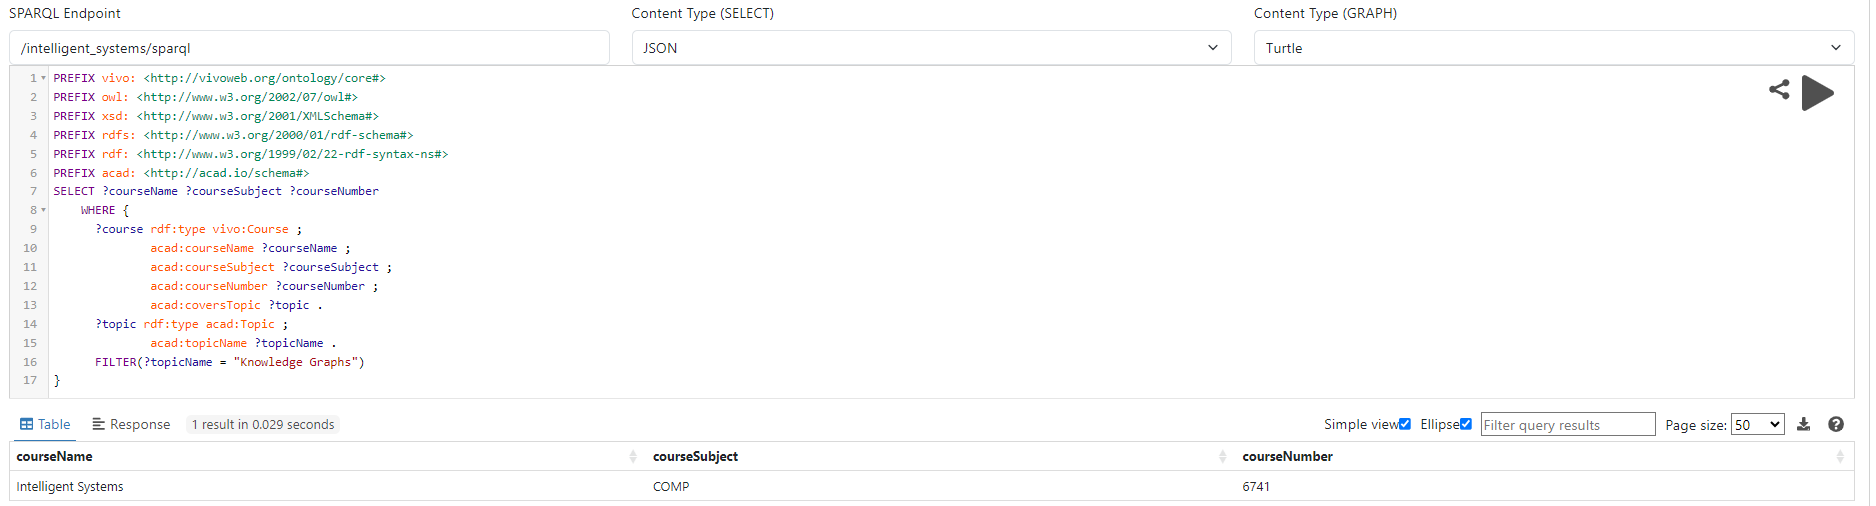 SPARQL Endpoint Content Type (SELECT) Content Type (GRAPH)
/intelligent_systems/sparql JSON Turtle
1 PREFIX vivo: <http://vivoweb.org/ontology/core#>
2 PREFIX owl: <http://www.w3.org/2002/07/owl#>
3 PREFIX xsd: <http://www.w3.org/2001/XMLSchema#>
4 PREFIX rdfs: <http://www.w3.org/2000/01/rdf-schema#>
5 PREFIX rdf: <http://www.w3.org/1999/02/22-rdf-syntax-ns#>
6 PREFIX acad: <http://acad.io/schema#>
7 SELECT ?courseName ?courseSubject ?courseNumber
8 WHERE {
9 ?course rdf:type vivo:Course ;
10 acad:courseName ?courseName ;
11 acad:courseSubject ?courseSubject ;
12 acad:courseNumber ?courseNumber ;
13 acad:coversTopic ?topic .
14 ?topic rdf:type acad:Topic ;
15 acad:topicName ?topicName .
16 FILTER(?topicName = "Knowledge Graphs")
17 }
Table Response 1 result in 0.029 seconds Simple view Ellipse Filter query results Page size: 50
courseName courseSubject courseNumber
Intelligent Systems COMP 6741